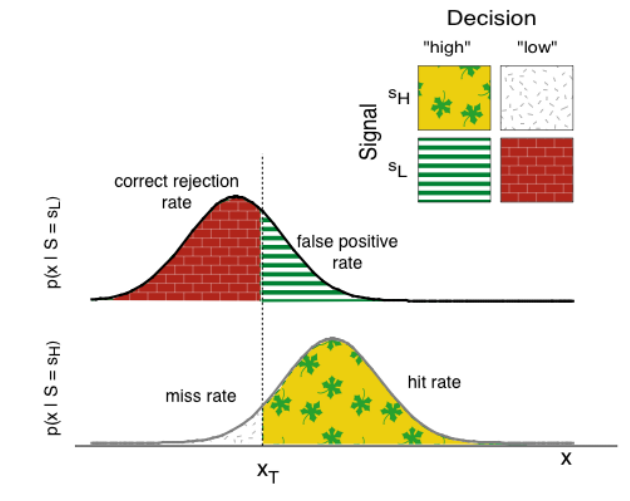 Decision
"high" "low"
Signal
sH
sL
correct rejection
rate
false positive
rate
p(x | S = sL)
miss rate
hit rate
p(x | S = sH)
xT
x